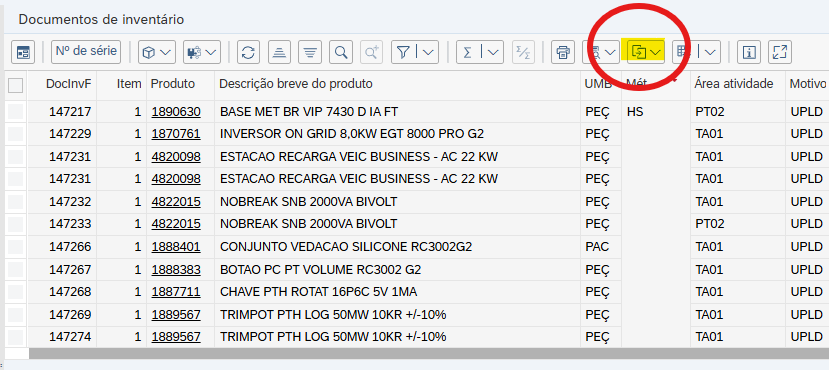 Documentos de inventário
Nº de série
DocInvF Item Produto Descrição breve do produto UMB Mét Área atividade Motivo
147217 1 1890630 BASE MET BR VIP 7430 D IA FT PEÇ HS PT02 UPLD
147229 1 1870761 INVERSOR ON GRID 8,0KW EGT 8000 PRO G2 PEÇ TA01 UPLD
147231 1 4820098 ESTACAO RECARGA VEIC BUSINESS - AC 22 KW PEÇ TA01 UPLD
147231 1 4820098 ESTACAO RECARGA VEIC BUSINESS - AC 22 KW PEÇ TA01 UPLD
147232 1 4822015 NOBREAK SNB 2000VA BIVOLT PEÇ TA01 UPLD
147233 1 4822015 NOBREAK SNB 2000VA BIVOLT PEÇ PT02 UPLD
147266 1 1888401 CONJUNTO VEDACAO SILICONE RC3002G2 PAC TA01 UPLD
147267 1 1888383 BOTAO PC PT VOLUME RC3002 G2 PEÇ TA01 UPLD
147268 1 1887711 CHAVE PTH ROTAT 16P6C 5V 1MA PEÇ TA01 UPLD
147269 1 1889567 TRIMPOT PTH LOG 50MW 10KR +/-10% PEÇ TA01 UPLD
147274 1 1889567 TRIMPOT PTH LOG 50MW 10KR +/-10% PEÇ TA01 UPLD